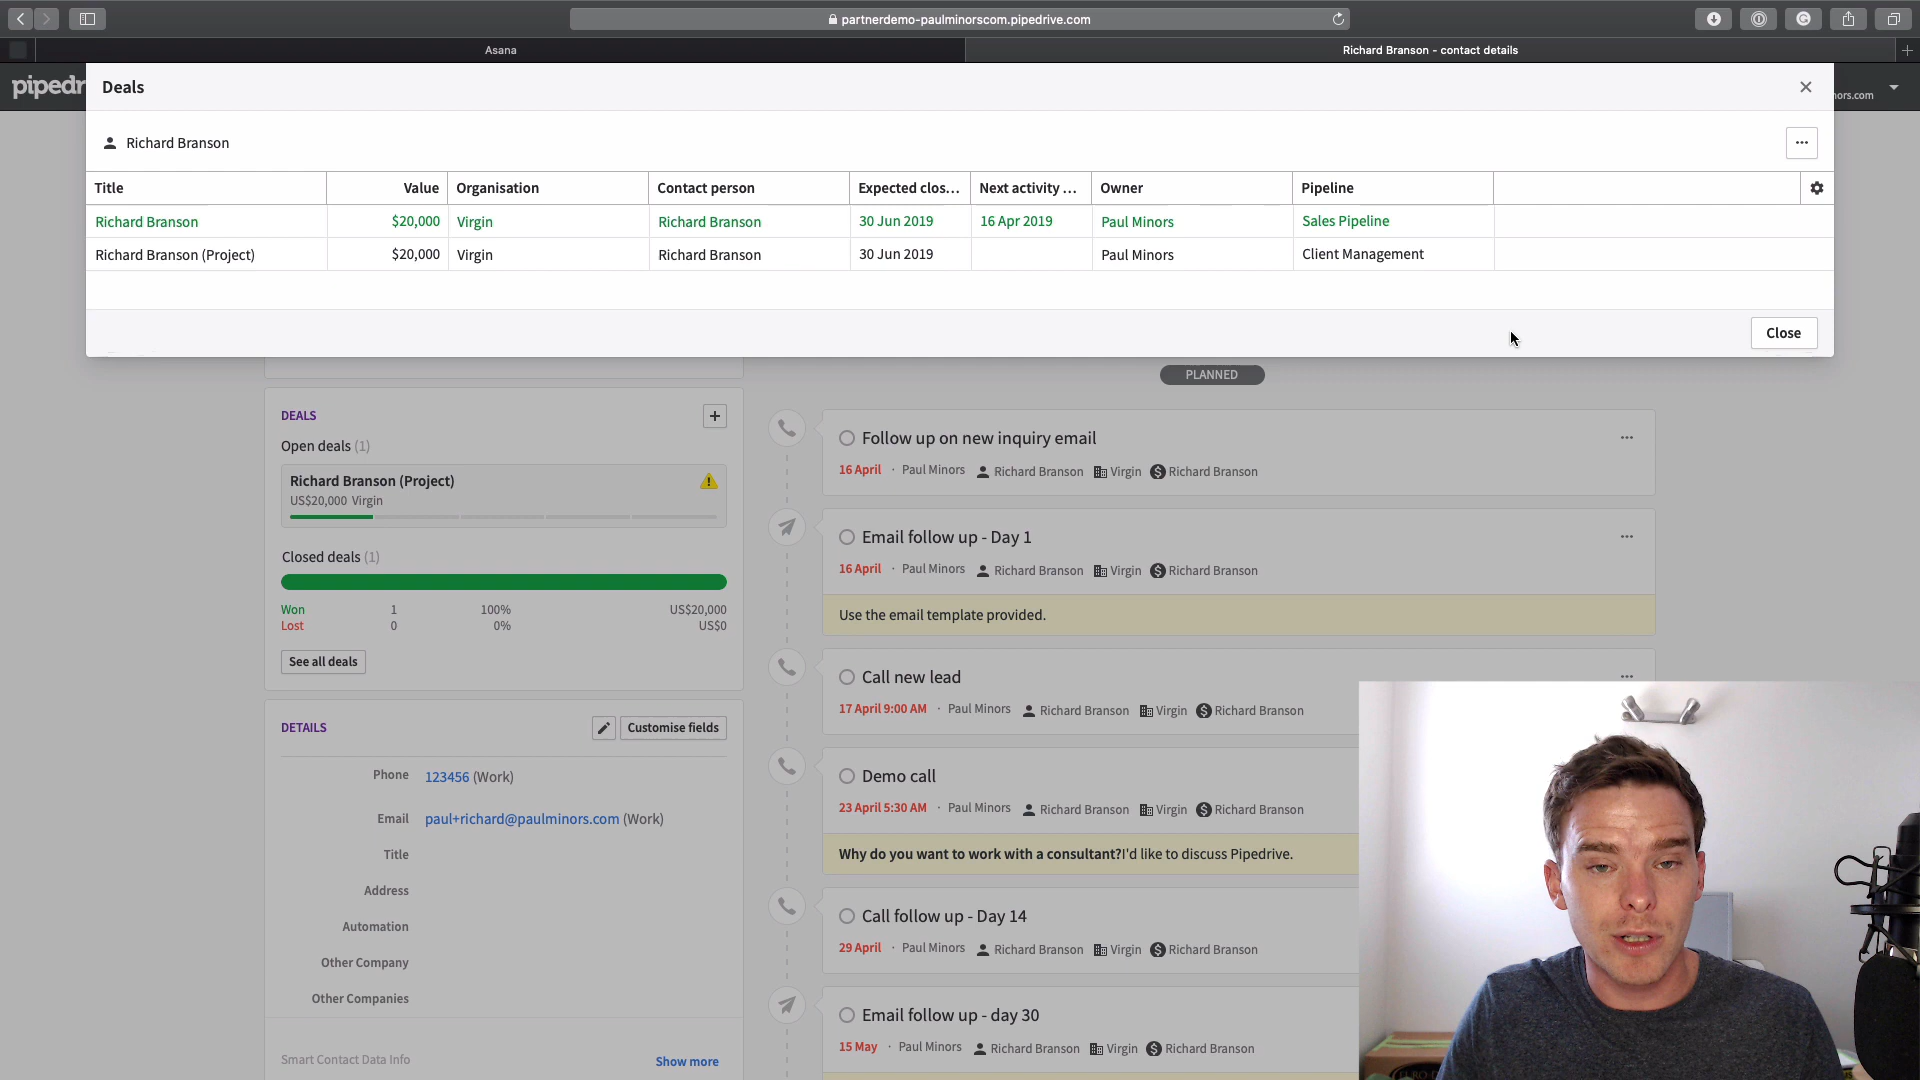 partnerdemo-paulminorscom.pipedrive.com
Asana
Richard Branson - contact details
pipedr
Deals
ors.com
Richard Branson
Title Value Organisation Contact person Expected clos... Next activity ... Owner Pipeline
Richard Branson $20,000 Virgin Richard Branson 30 Jun 2019 16 Apr 2019 Paul Minors Sales Pipeline
Richard Branson (Project) $20,000 Virgin Richard Branson 30 Jun 2019 Paul Minors Client Management
Close
DEALS
Open deals (1)
Richard Branson (Project)
US$20,000 Virgin
Closed deals (1)
Won 1 100% US$20,000
Lost 0 0% US$0
See all deals
DETAILS
Customise fields
Phone 123456 (Work)
Email paul+richard@paulminors.com (Work)
Title
Address
Automation
Other Company
Other Companies
Smart Contact Data Info Show more
PLANNED
Follow up on new inquiry email
16 April · Paul Minors Richard Branson Virgin Richard Branson
Email follow up - Day 1
16 April · Paul Minors Richard Branson Virgin Richard Branson
Use the email template provided.
Call new lead
17 April 9:00 AM · Paul Minors Richard Branson Virgin Richard Branson
Demo call
23 April 5:30 AM · Paul Minors Richard Branson Virgin Richard Branson
Why do you want to work with a consultant?I'd like to discuss Pipedrive.
Call follow up - Day 14
29 April · Paul Minors Richard Branson Virgin Richard Branson
Email follow up - day 30
15 May · Paul Minors Richard Branson Virgin Richard Branson